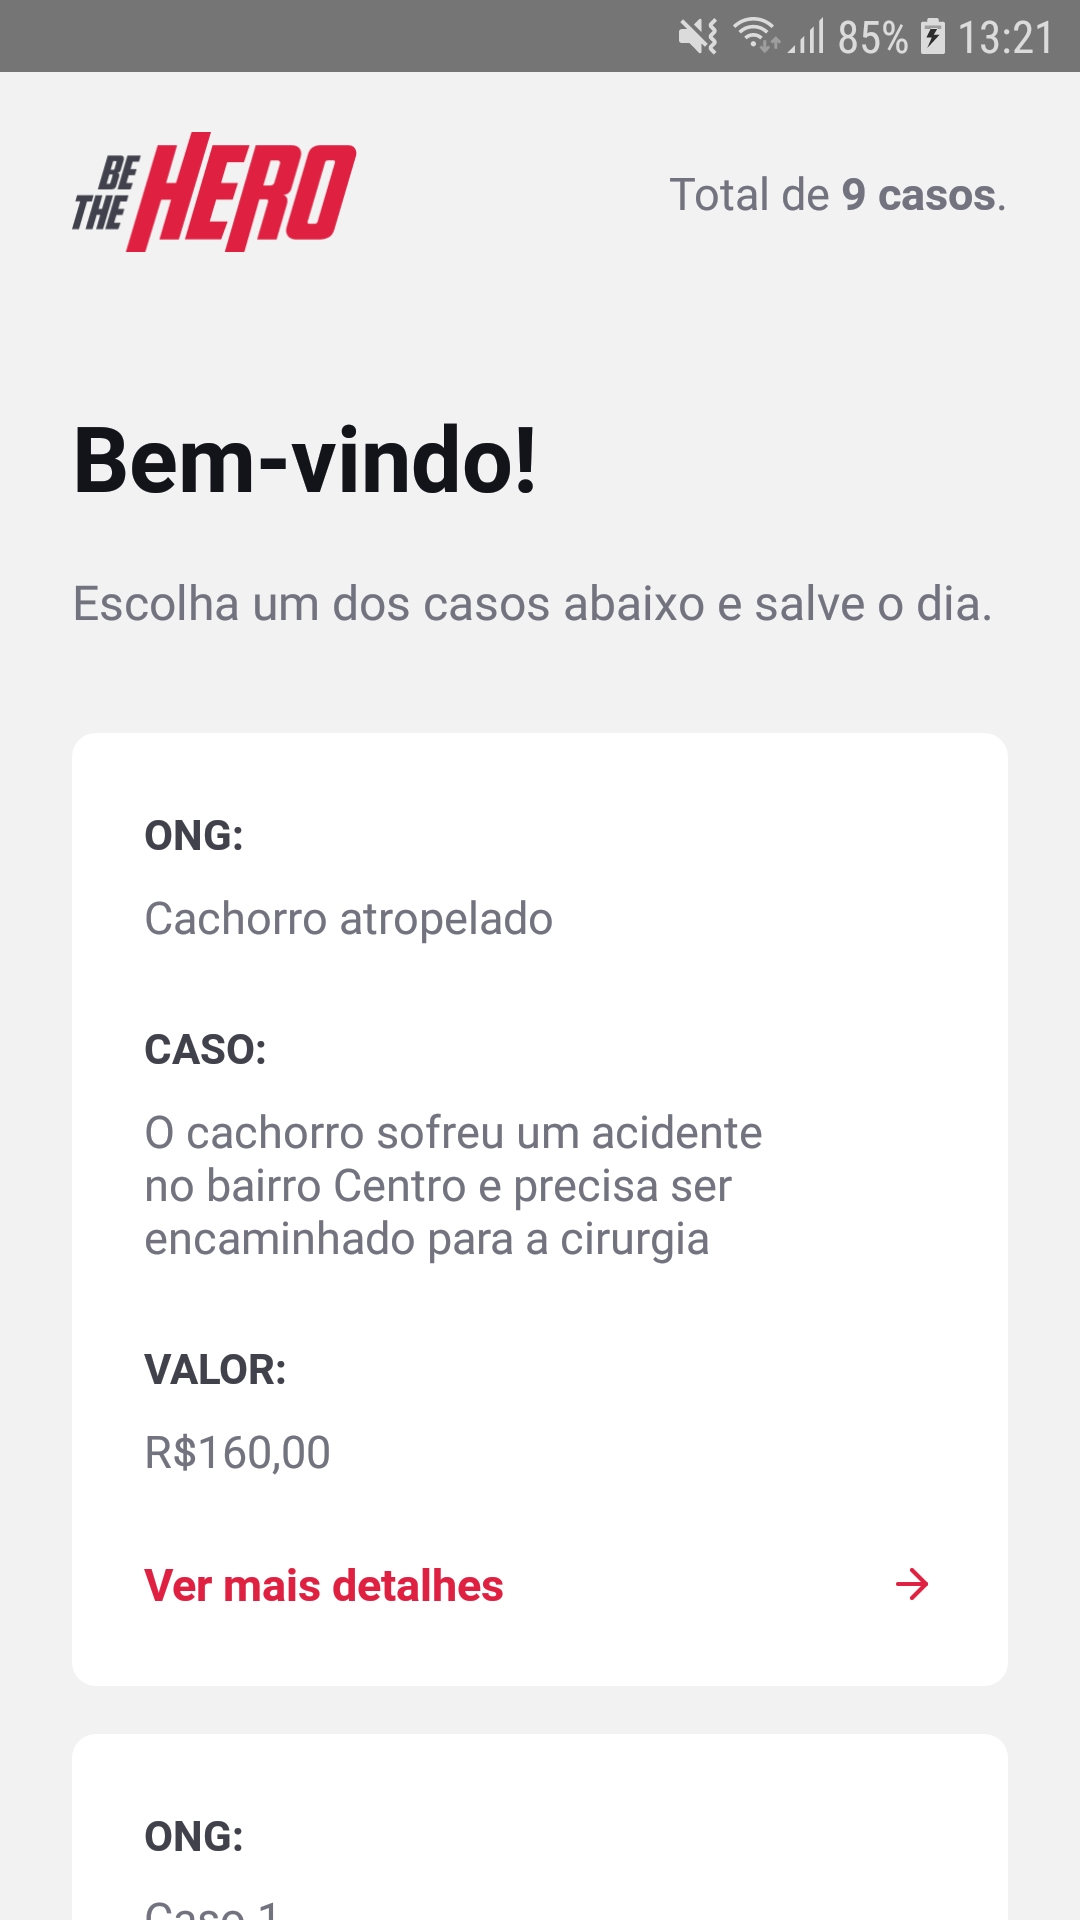 85% 13:21
BE THE HERO
Total de 9 casos.
Bem-vindo!
Escolha um dos casos abaixo e salve o dia.
ONG:
Cachorro atropelado
CASO:
O cachorro sofreu um acidente
no bairro Centro e precisa ser
encaminhado para a cirurgia
VALOR:
R$160,00
Ver mais detalhes
ONG:
Caso 1